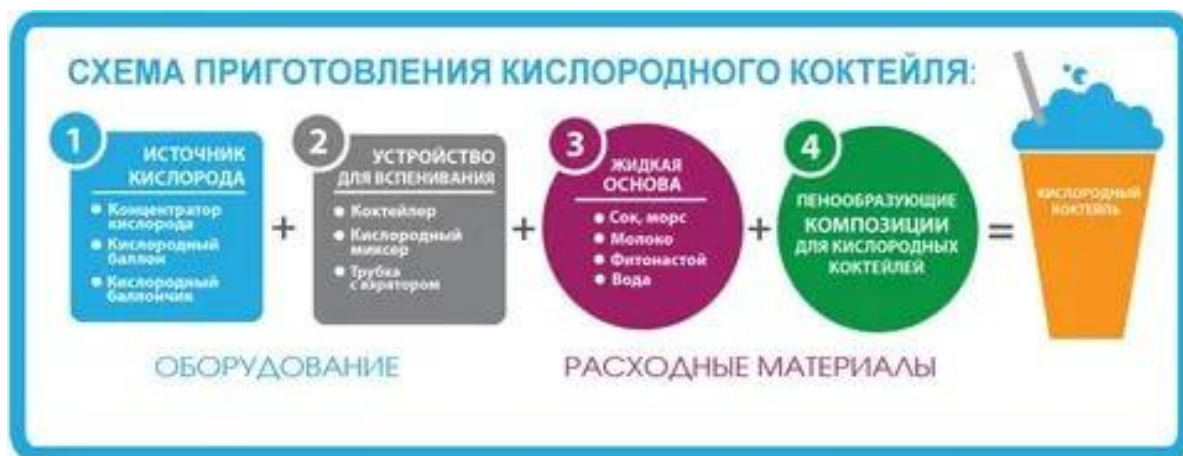 СХЕМА ПРИГОТОВЛЕНИЯ КИСЛОРОДНОГО КОКТЕЙЛЯ:
1
ИСТОЧНИК
КИСЛОРОДА
• Концентратор
кислорода
• Кислородный
баллон
• Кислородный
баллончик
+
2
УСТРОЙСТВО
ДЛЯ ВСПЕНИВАНИЯ
• Коктейлер
• Кислородный
миксер
• Трубка
с аэратором
+
3
ЖИДКАЯ
ОСНОВА
• Сок, морс
• Молоко
• Фитонастой
• Вода
+
4
ПЕНООБРАЗУЮЩИЕ
КОМПОЗИЦИИ
ДЛЯ КИСЛОРОДНЫХ
КОКТЕЙЛЕЙ
=
КИСЛОРОДНЫЙ
КОКТЕЙЛЬ
ОБОРУДОВАНИЕ
РАСХОДНЫЕ МАТЕРИАЛЫ